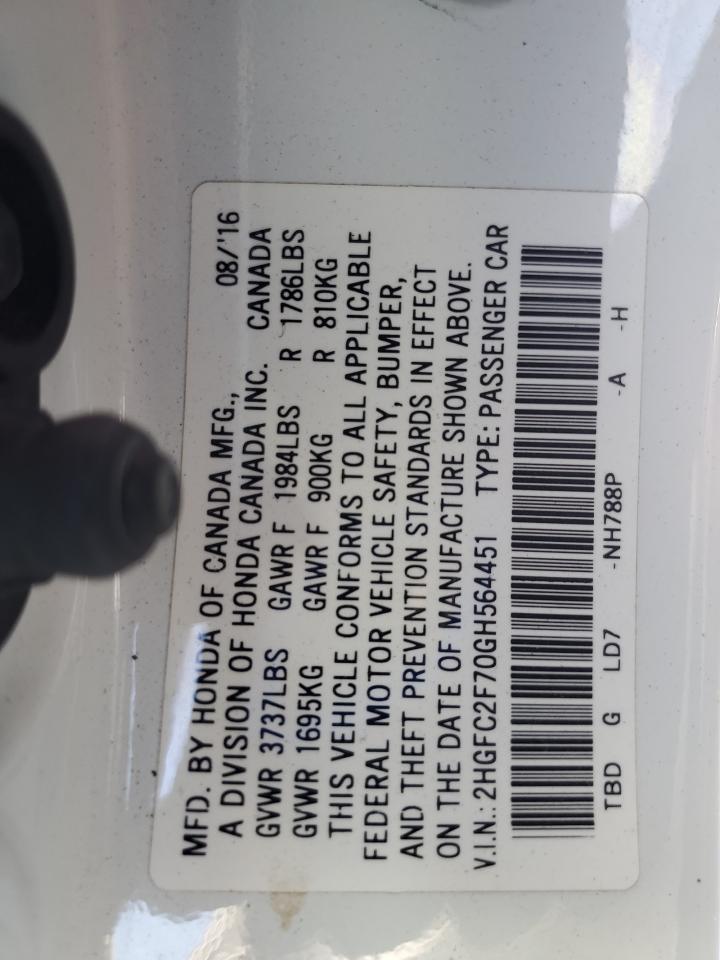 MFD. BY HONDA OF CANADA MFG., 08/'16
A DIVISION OF HONDA CANADA INC. CANADA
GVWR 3737LBS GAWR F 1984LBS R 1786LBS
GVWR 1695KG GAWR F 900KG R 810KG
THIS VEHICLE CONFORMS TO ALL APPLICABLE
FEDERAL MOTOR VEHICLE SAFETY, BUMPER,
AND THEFT PREVENTION STANDARDS IN EFFECT
ON THE DATE OF MANUFACTURE SHOWN ABOVE.
V.I.N.: 2HGFC2F70GH564451 TYPE: PASSENGER CAR
TBD G LD7 -NH788P -A -H